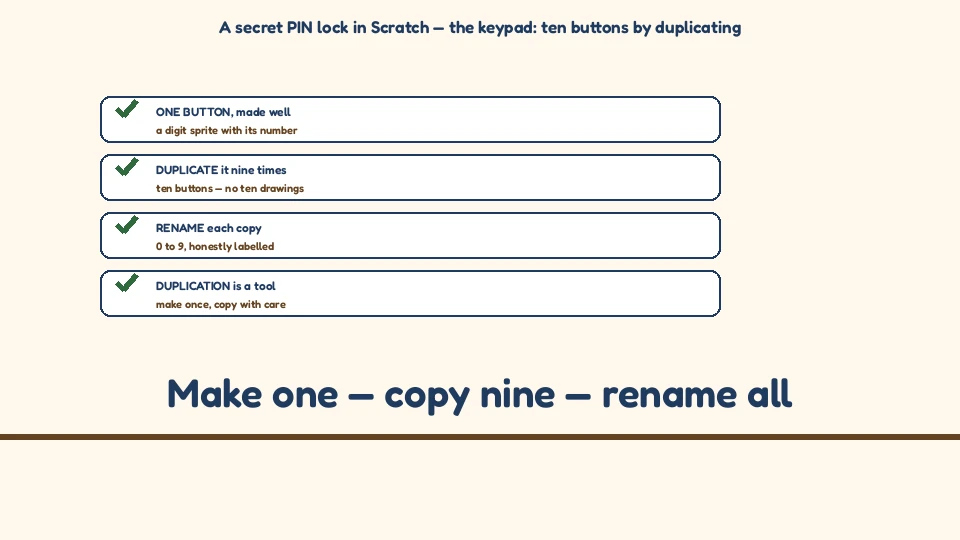 A secret PIN lock in Scratch — the keypad: ten buttons by duplicating
ONE BUTTON, made well
a digit sprite with its number
DUPLICATE it nine times
ten buttons — no ten drawings
RENAME each copy
0 to 9, honestly labelled
DUPLICATION is a tool
make once, copy with care
Make one — copy nine — rename all